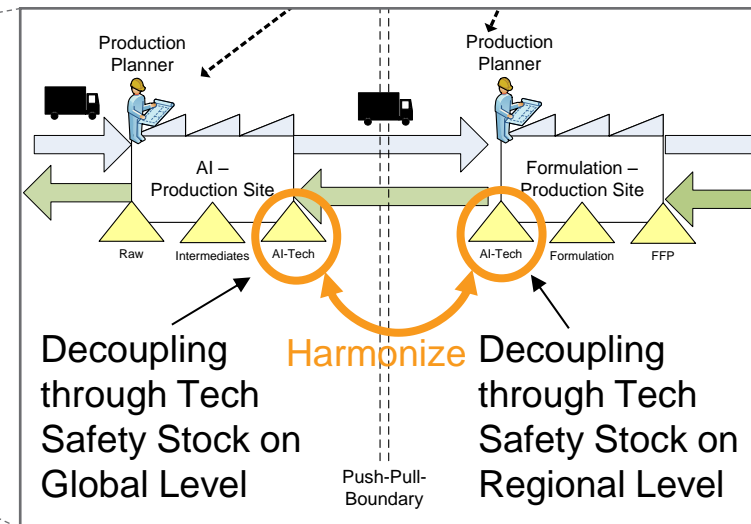 Production
Planner
Production
Planner
AI –
Production Site
Formulation –
Production Site
Raw
Intermediates
AI-Tech
AI-Tech
Formulation
FFP
Decoupling
through Tech
Safety Stock on
Global Level
Harmonize
Decoupling
through Tech
Safety Stock on
Regional Level
Push-Pull-
Boundary